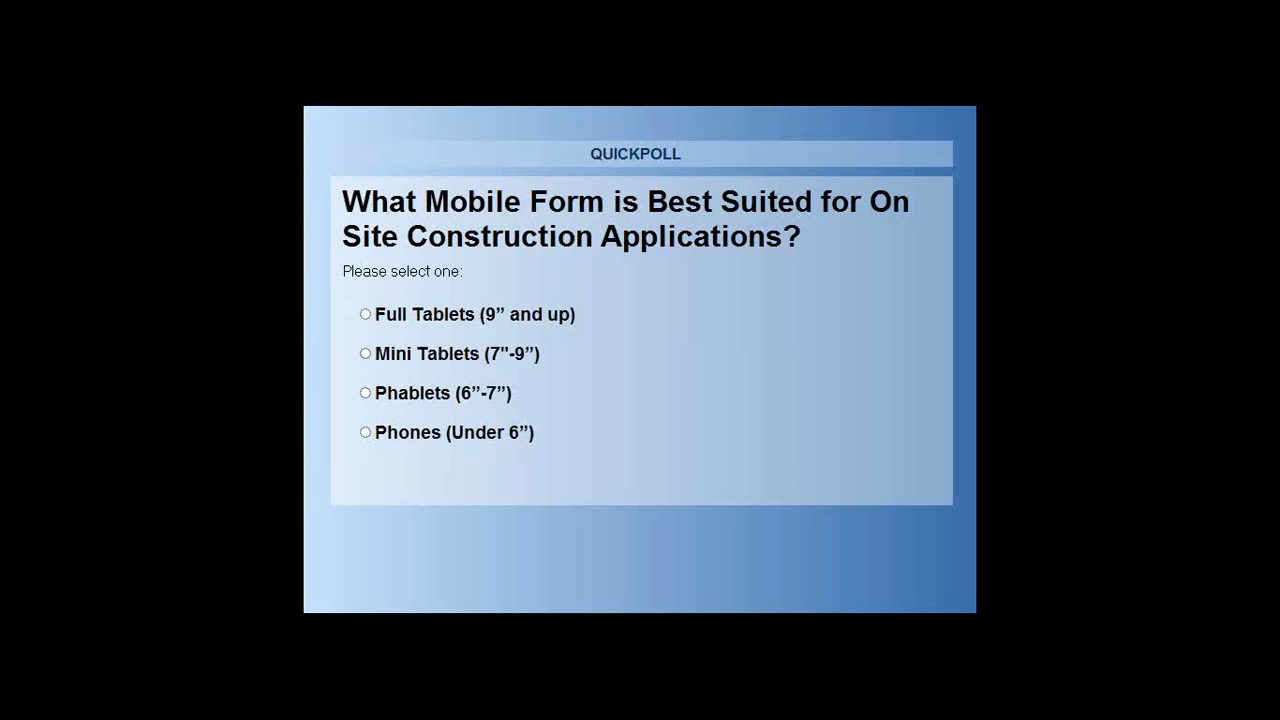 QUICKPOLL
What Mobile Form is Best Suited for On
Site Construction Applications?
Please select one:
Full Tablets (9” and up)
Mini Tablets (7"-9”)
Phablets (6”-7”)
Phones (Under 6”)